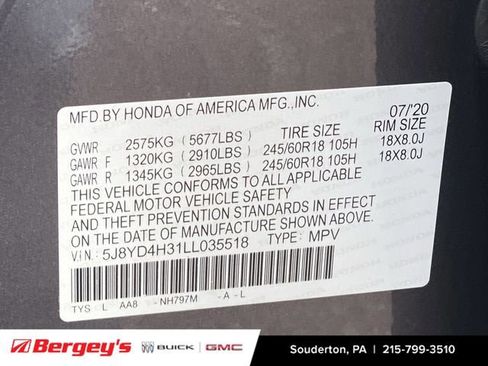 MFD.BY HONDA OF AMERICA MFG.,INC. 07/'20
GVWR 2575KG (5677LBS) TIRE SIZE RIM SIZE
GAWR F 1320KG (2910LBS) 245/60R18 105H 18X8.0J
GAWR R 1345KG (2965LBS) 245/60R18 105H 18X8.0J
THIS VEHICLE CONFORMS TO ALL APPLICABLE
FEDERAL MOTOR VEHICLE SAFETY
AND THEFT PREVENTION STANDARDS IN EFFECT ON
THE DATE OF MANUFACTURE SHOWN ABOVE.
VIN: 5J8YD4H31LL035518 TYPE: MPV
TYS L AA8 -NH797M -A-L
Bergey's BUICK GMC Souderton, PA | 215-799-3510